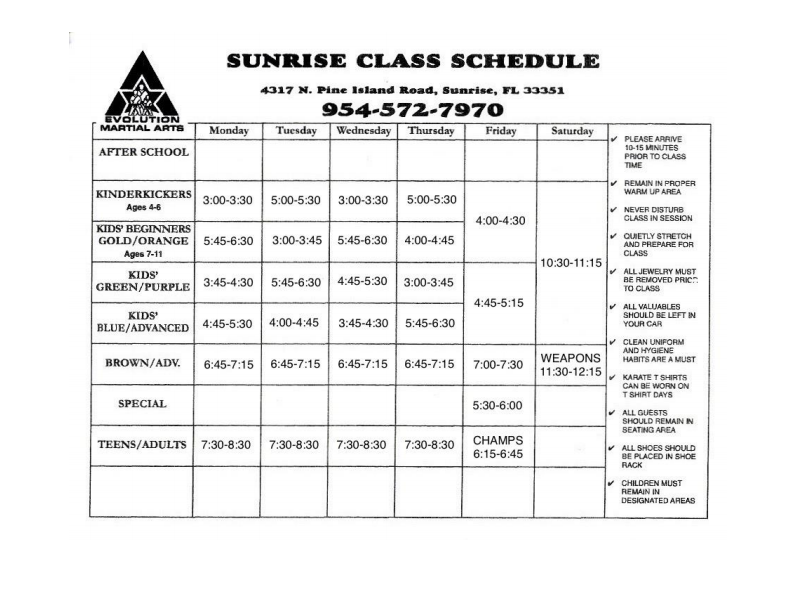 SUNRISE CLASS SCHEDULE
4317 N. Pine Island Road, Sunrise, FL 33351
954-572-7970
EVOLUTION
MARTIAL ARTS
Monday Tuesday Wednesday Thursday Friday Saturday
AFTER SCHOOL
KINDERKICKERS
Ages 4-6
3:00-3:30 5:00-5:30 3:00-3:30 5:00-5:30
4:00-4:30
KIDS' BEGINNERS
GOLD/ORANGE
Ages 7-11
5:45-6:30 3:00-3:45 5:45-6:30 4:00-4:45
10:30-11:15
KIDS'
GREEN/PURPLE
3:45-4:30 5:45-6:30 4:45-5:30 3:00-3:45
4:45-5:15
KIDS'
BLUE/ADVANCED
4:45-5:30 4:00-4:45 3:45-4:30 5:45-6:30
BROWN/ADV.
6:45-7:15 6:45-7:15 6:45-7:15 6:45-7:15 7:00-7:30
WEAPONS
11:30-12:15
SPECIAL
5:30-6:00
TEENS/ADULTS
7:30-8:30 7:30-8:30 7:30-8:30 7:30-8:30
CHAMPS
6:15-6:45
✔ PLEASE ARRIVE
10-15 MINUTES
PRIOR TO CLASS
TIME
✔ REMAIN IN PROPER
WARM UP AREA
✔ NEVER DISTURB
CLASS IN SESSION
✔ QUIETLY STRETCH
AND PREPARE FOR
CLASS
✔ ALL JEWELRY MUST
BE REMOVED PRIOR
TO CLASS
✔ ALL VALUABLES
SHOULD BE LEFT IN
YOUR CAR
✔ CLEAN UNIFORM
AND HYGIENE
HABITS ARE A MUST
✔ KARATE T SHIRTS
CAN BE WORN ON
T SHIRT DAYS
✔ ALL GUESTS
SHOULD REMAIN IN
SEATING AREA
✔ ALL SHOES SHOULD
BE PLACED IN SHOE
RACK
✔ CHILDREN MUST
REMAIN IN
DESIGNATED AREAS